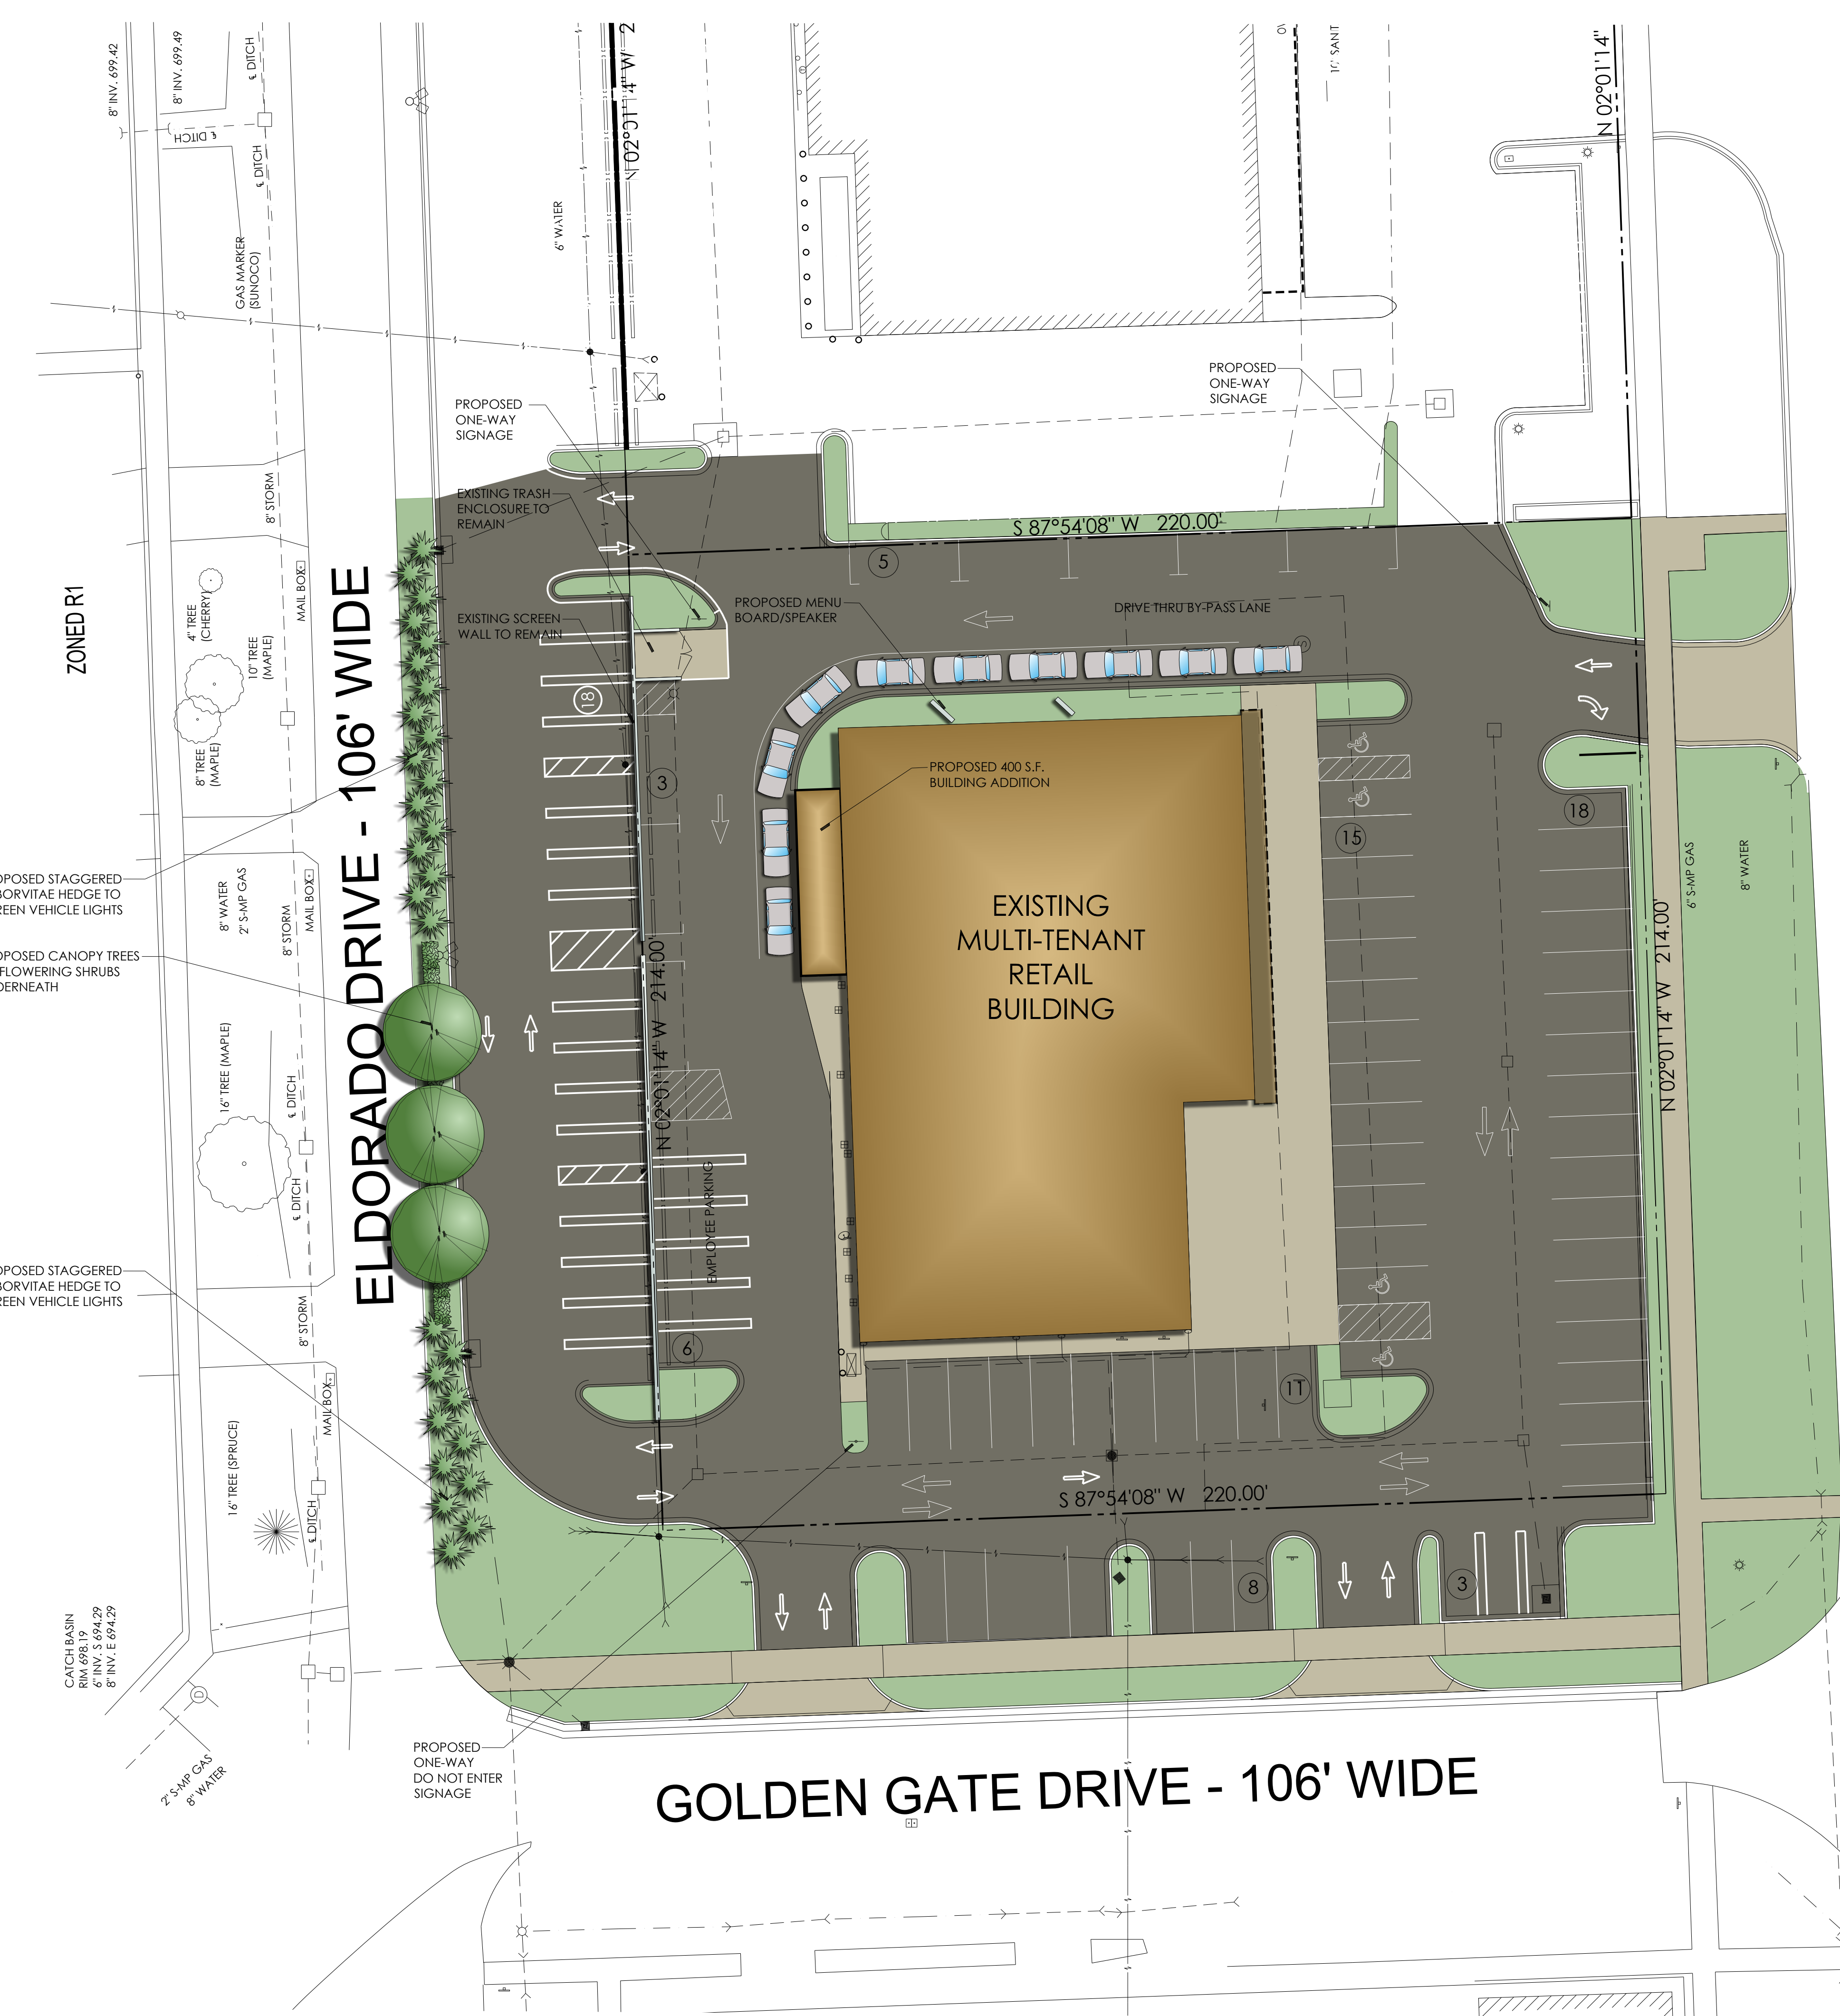 8" INV. 699.42
8" INV. 699.49
℄ DITCH
℄ DITCH
℄ DITCH
GAS MARKER
(SUNOCO)
6" WATER
N 02°01'14" W 2
10' SANT
N 02°01'14"
PROPOSED
ONE-WAY
SIGNAGE
PROPOSED
ONE-WAY
SIGNAGE
EXISTING TRASH
ENCLOSURE TO
REMAIN
8" STORM
S 87°54'08" W 220.00'
5
ZONED R1
4" TREE
(CHERRY)
10" TREE
(MAPLE)
MAIL BOX
8" TREE
(MAPLE)
ELDORADO DRIVE - 106' WIDE
EXISTING SCREEN
WALL TO REMAIN
PROPOSED MENU
BOARD/SPEAKER
DRIVE THRU BY-PASS LANE
18
3
PROPOSED 400 S.F.
BUILDING ADDITION
15
18
6" S-MP GAS
8" WATER
OPOSED STAGGERED
BORVITAE HEDGE TO
REEN VEHICLE LIGHTS
8" WATER
2" S-MP GAS
8" STORM
MAIL BOX
OPOSED CANOPY TREES
FLOWERING SHRUBS
DERNEATH
EXISTING
MULTI-TENANT
RETAIL
BUILDING
N 02°01'14" W 214.00'
N 02°01'14" W 214.00'
16" TREE (MAPLE)
℄ DITCH
℄ DITCH
EMPLOYEE PARKING
OPOSED STAGGERED
BORVITAE HEDGE TO
REEN VEHICLE LIGHTS
8" STORM
MAIL BOX
6
11
16" TREE (SPRUCE)
℄ DITCH
S 87°54'08" W 220.00'
8
3
CATCH BASIN
RIM 698.19
6" INV. S 694.29
8" INV. E 694.29
D
2" S-MP GAS
8" WATER
PROPOSED
ONE-WAY
DO NOT ENTER
SIGNAGE
GOLDEN GATE DRIVE - 106' WIDE